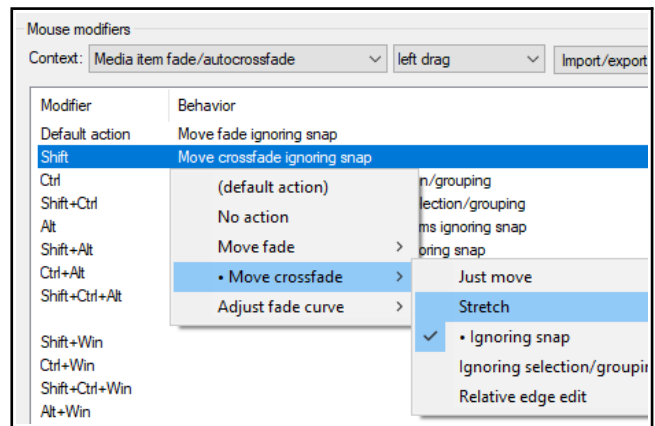 Mouse modifiers
Context: Media item fade/autocrossfade left drag Import/export
Modifier Behavior
Default action Move fade ignoring snap
Shift Move crossfade ignoring snap
Ctrl n/grouping
Shift+Ctrl lection/grouping
Alt ms ignoring snap
Shift+Alt oring snap
Ctrl+Alt
Shift+Ctrl+Alt
Shift+Win
Ctrl+Win
Shift+Ctrl+Win
Alt+Win
(default action)
No action
Move fade >
• Move crossfade >
Adjust fade curve >
Just move
Stretch
✓ • Ignoring snap
Ignoring selection/groupin
Relative edge edit